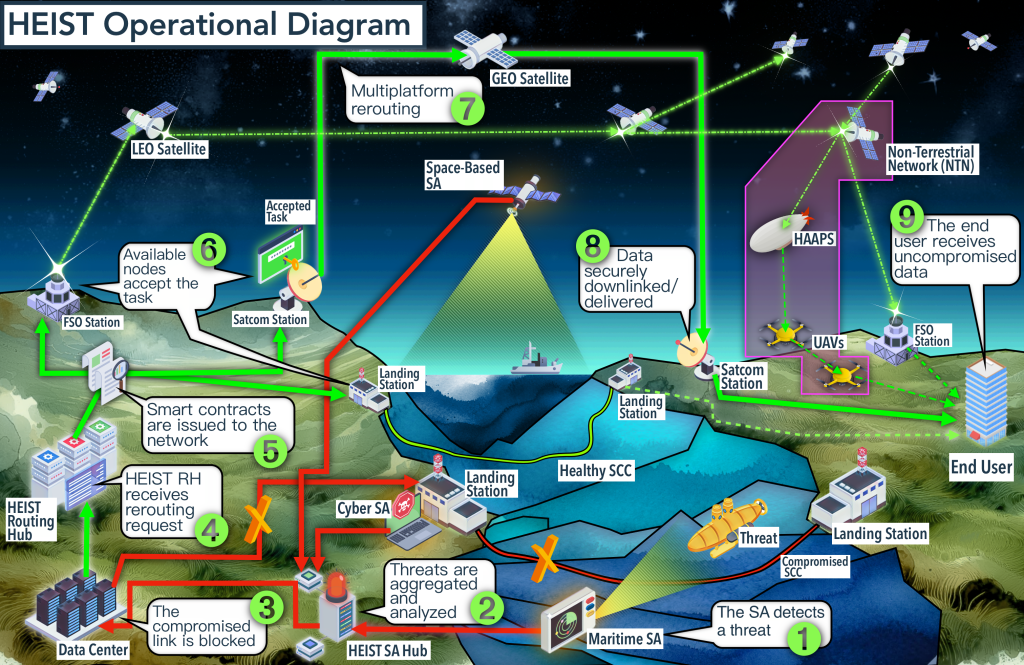 HEIST Operational Diagram
GEO Satellite
Multiplatform
rerouting
7
LEO Satellite
Non-Terrestrial
Network (NTN)
Space-Based
SA
Accepted
Task
6
Available
nodes
accept the
task
8
Data
securely
downlinked/
delivered
HAAPS
9
The end
user receives
uncompromised
data
FSO Station
Satcom Station
UAVs
FSO
Station
Landing
Station
Landing
Station
Satcom
Station
Smart contracts
are issued to the
network
5
End User
Healthy SCC
HEIST RH
receives
rerouting
request
4
HEIST
Routing
Hub
Landing
Station
Cyber SA
Threat
Landing Station
Compromised
SCC
Threats are
aggregated
and
analyzed
2
The
compromised
link is blocked
3
The SA detects
a threat
1
Maritime SA
Data Center
HEIST SA Hub